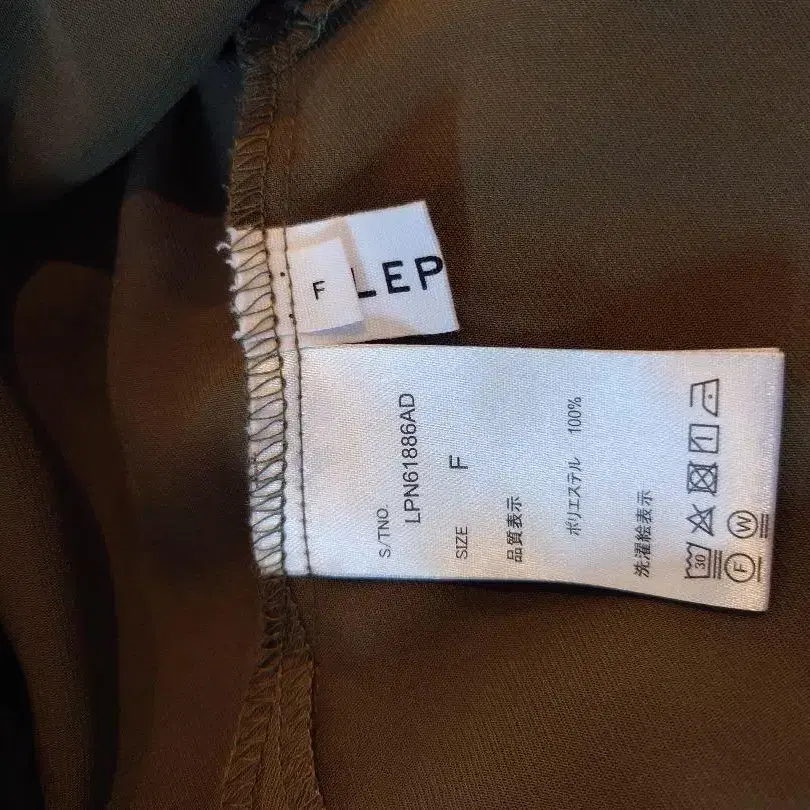 LEP
F
S/TNO.
LPN61886AD
SIZE F
品質表示
ポリエステル 100%
洗濯絵表示
30
F W